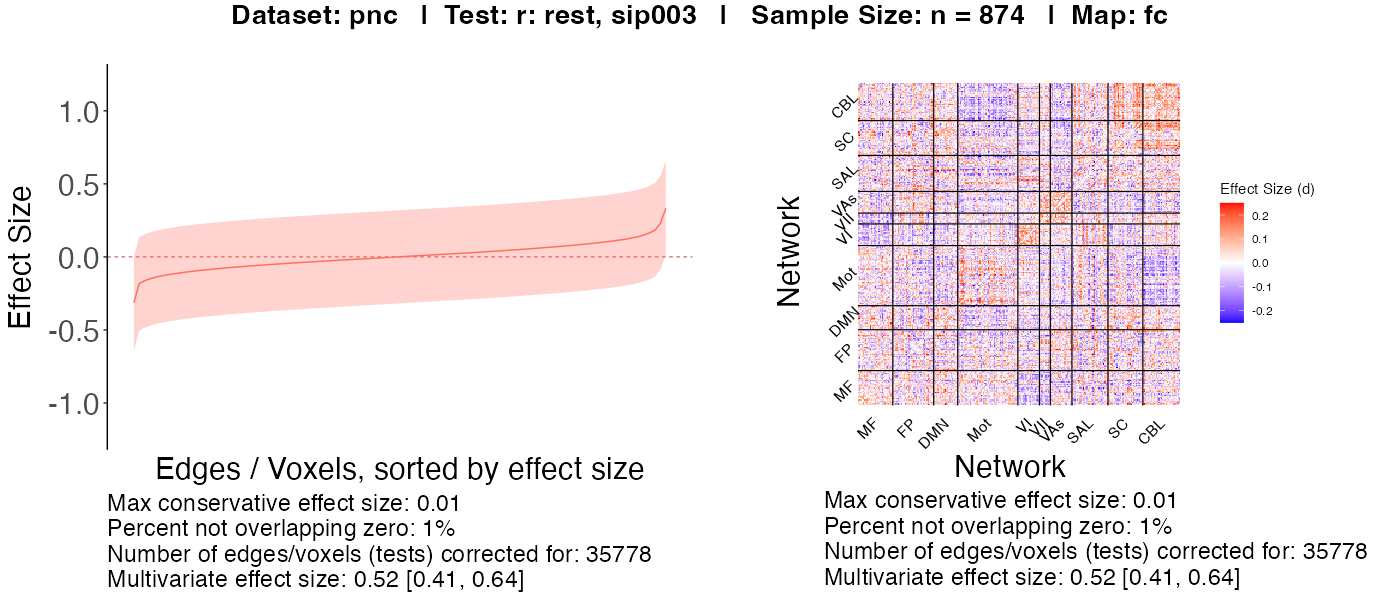 Dataset: pnc | Test: r: rest, sip003 | Sample Size: n = 874 | Map: fc
Effect Size
1.0
0.5
0.0
-0.5
-1.0
Edges / Voxels, sorted by effect size
Max conservative effect size: 0.01
Percent not overlapping zero: 1%
Number of edges/voxels (tests) corrected for: 35778
Multivariate effect size: 0.52 [0.41, 0.64]
Network
CBL
SC
SAL
VAs
VII
VI
Mot
DMN
FP
MF
MF
FP
DMN
Mot
VI
VII
VAs
SAL
SC
CBL
Network
Effect Size (d)
0.2
0.1
0.0
-0.1
-0.2
Max conservative effect size: 0.01
Percent not overlapping zero: 1%
Number of edges/voxels (tests) corrected for: 35778
Multivariate effect size: 0.52 [0.41, 0.64]